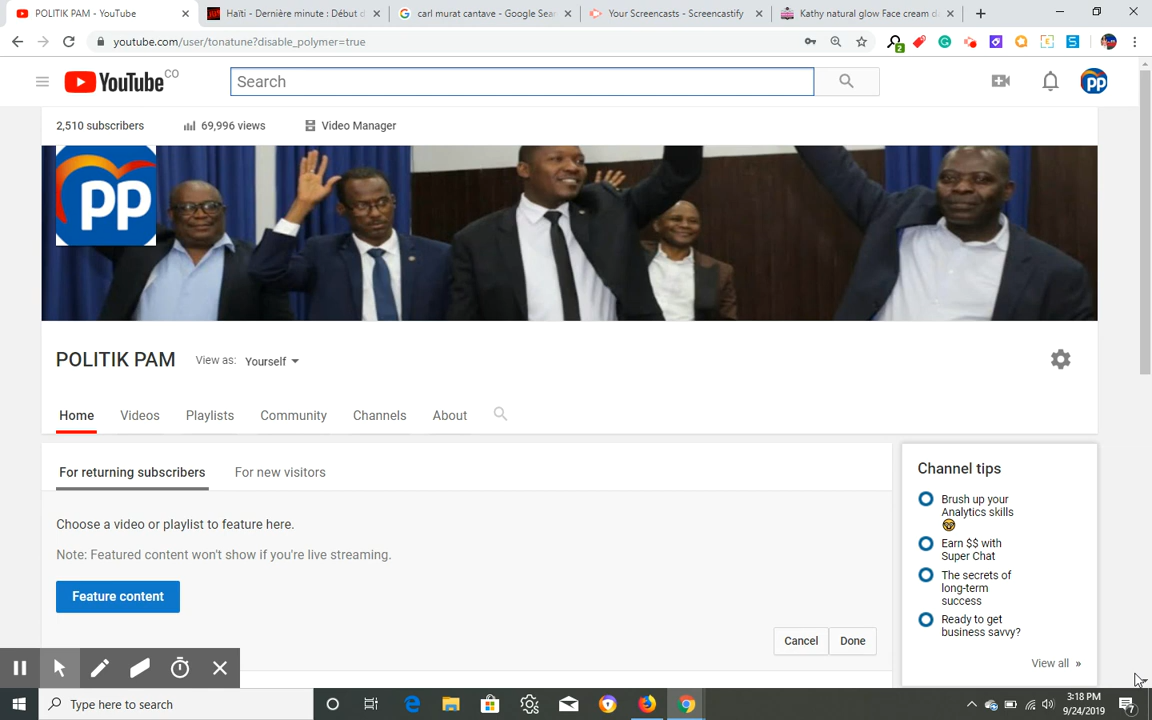 POLITIK PAM - YouTube
Haïti - Dernière minute : Début d
carl murat cantave - Google Sear
Your Screencasts - Screencastify
Kathy natural glow Face cream d
youtube.com/user/tonatune?disable_polymer=true
2
YouTube CO
Search
PP
2,510 subscribers
69,996 views
Video Manager
PP
POLITIK PAM
View as:
Yourself
Home
Videos
Playlists
Community
Channels
About
For returning subscribers
For new visitors
Choose a video or playlist to feature here.
Note: Featured content won't show if you're live streaming.
Feature content
Cancel
Done
Channel tips
Brush up your
Analytics skills
Earn $$ with
Super Chat
The secrets of
long-term
success
Ready to get
business savvy?
View all »
Type here to search
3:18 PM
9/24/2019
7